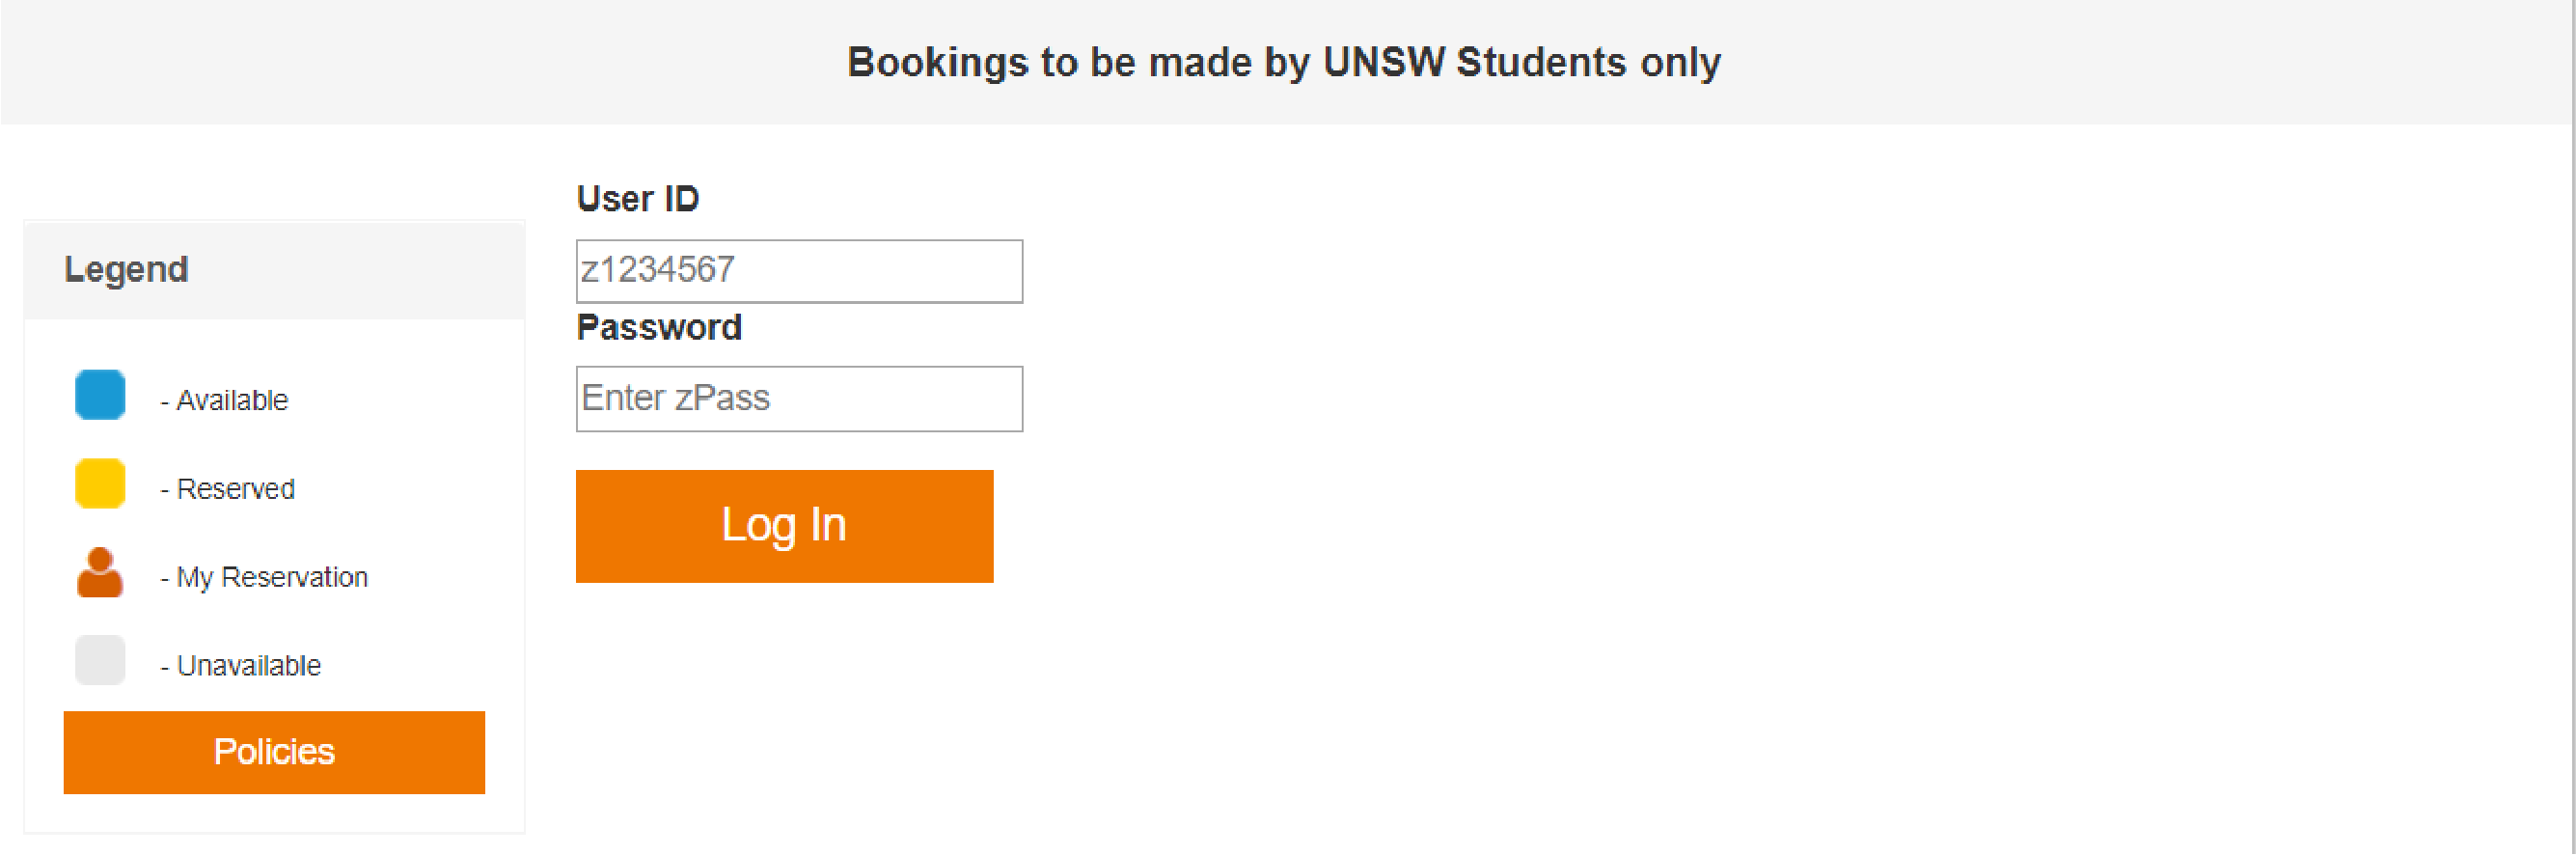 Bookings to be made by UNSW Students only
Legend
- Available
- Reserved
- My Reservation
- Unavailable
Policies
User ID
z1234567
Password
Enter zPass
Log In